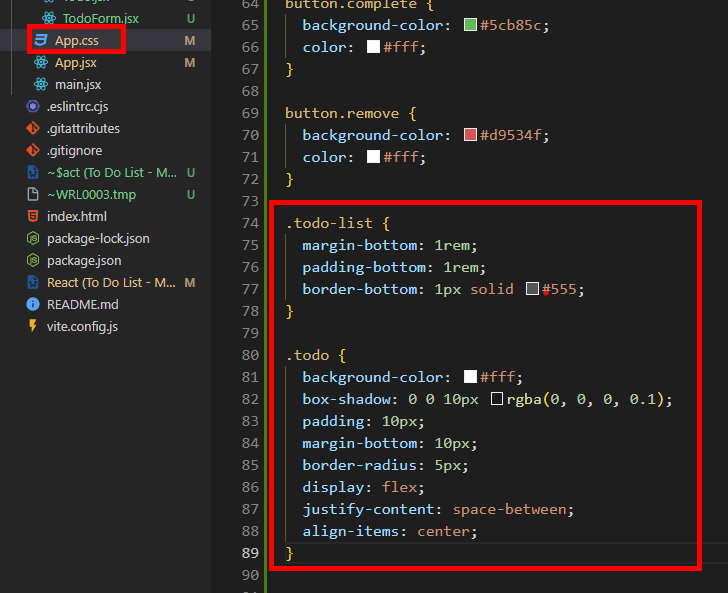 TodoForm.jsx U
App.css M
App.jsx M
main.jsx
.eslintrc.cjs
.gitattributes
.gitignore
~$act (To Do List - M... U
~WRL0003.tmp U
index.html
package-lock.json
package.json
React (To Do List - M... M
README.md
vite.config.js
64 button.complete {
65 background-color: #5cb85c;
66 color: #fff;
67 }
68
69 button.remove {
70 background-color: #d9534f;
71 color: #fff;
72 }
73
74 .todo-list {
75 margin-bottom: 1rem;
76 padding-bottom: 1rem;
77 border-bottom: 1px solid #555;
78 }
79
80 .todo {
81 background-color: #fff;
82 box-shadow: 0 0 10px rgba(0, 0, 0, 0.1);
83 padding: 10px;
84 margin-bottom: 10px;
85 border-radius: 5px;
86 display: flex;
87 justify-content: space-between;
88 align-items: center;
89 }
90